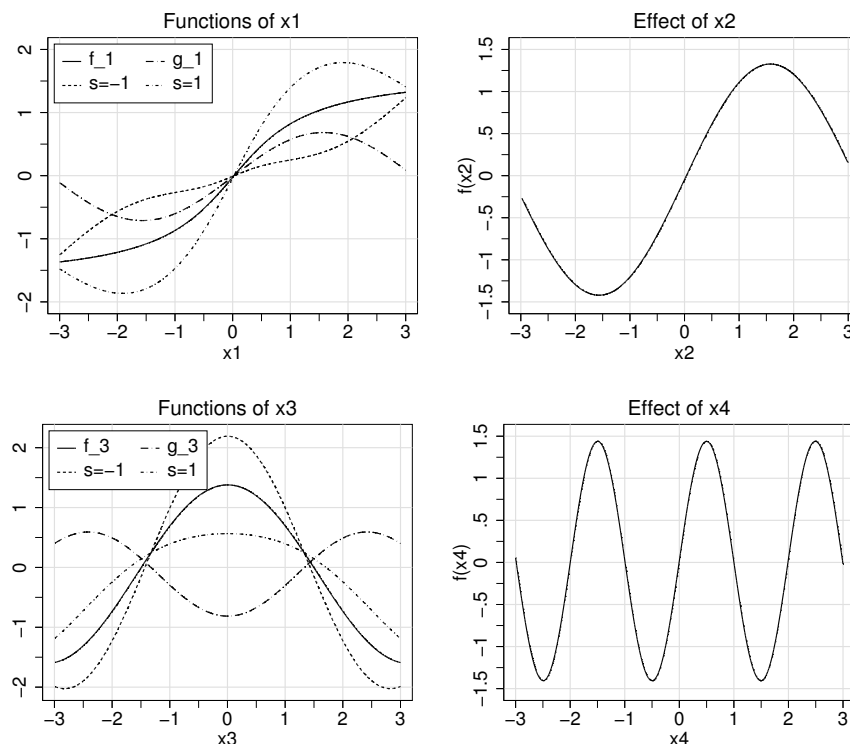 Functions of x1
f_1 g_1
s=−1 s=1
2
1
0
−1
−2
−3 −2 −1 0 1 2 3
x1
Effect of x2
f(x2)
1.5
1
.5
0
−.5
−1
−1.5
−3 −2 −1 0 1 2 3
x2
Functions of x3
f_3 g_3
s=−1 s=1
2
1
0
−1
−2
−3 −2 −1 0 1 2 3
x3
Effect of x4
f(x4)
1.5
1
.5
0
−.5
−1
−1.5
−3 −2 −1 0 1 2 3
x4